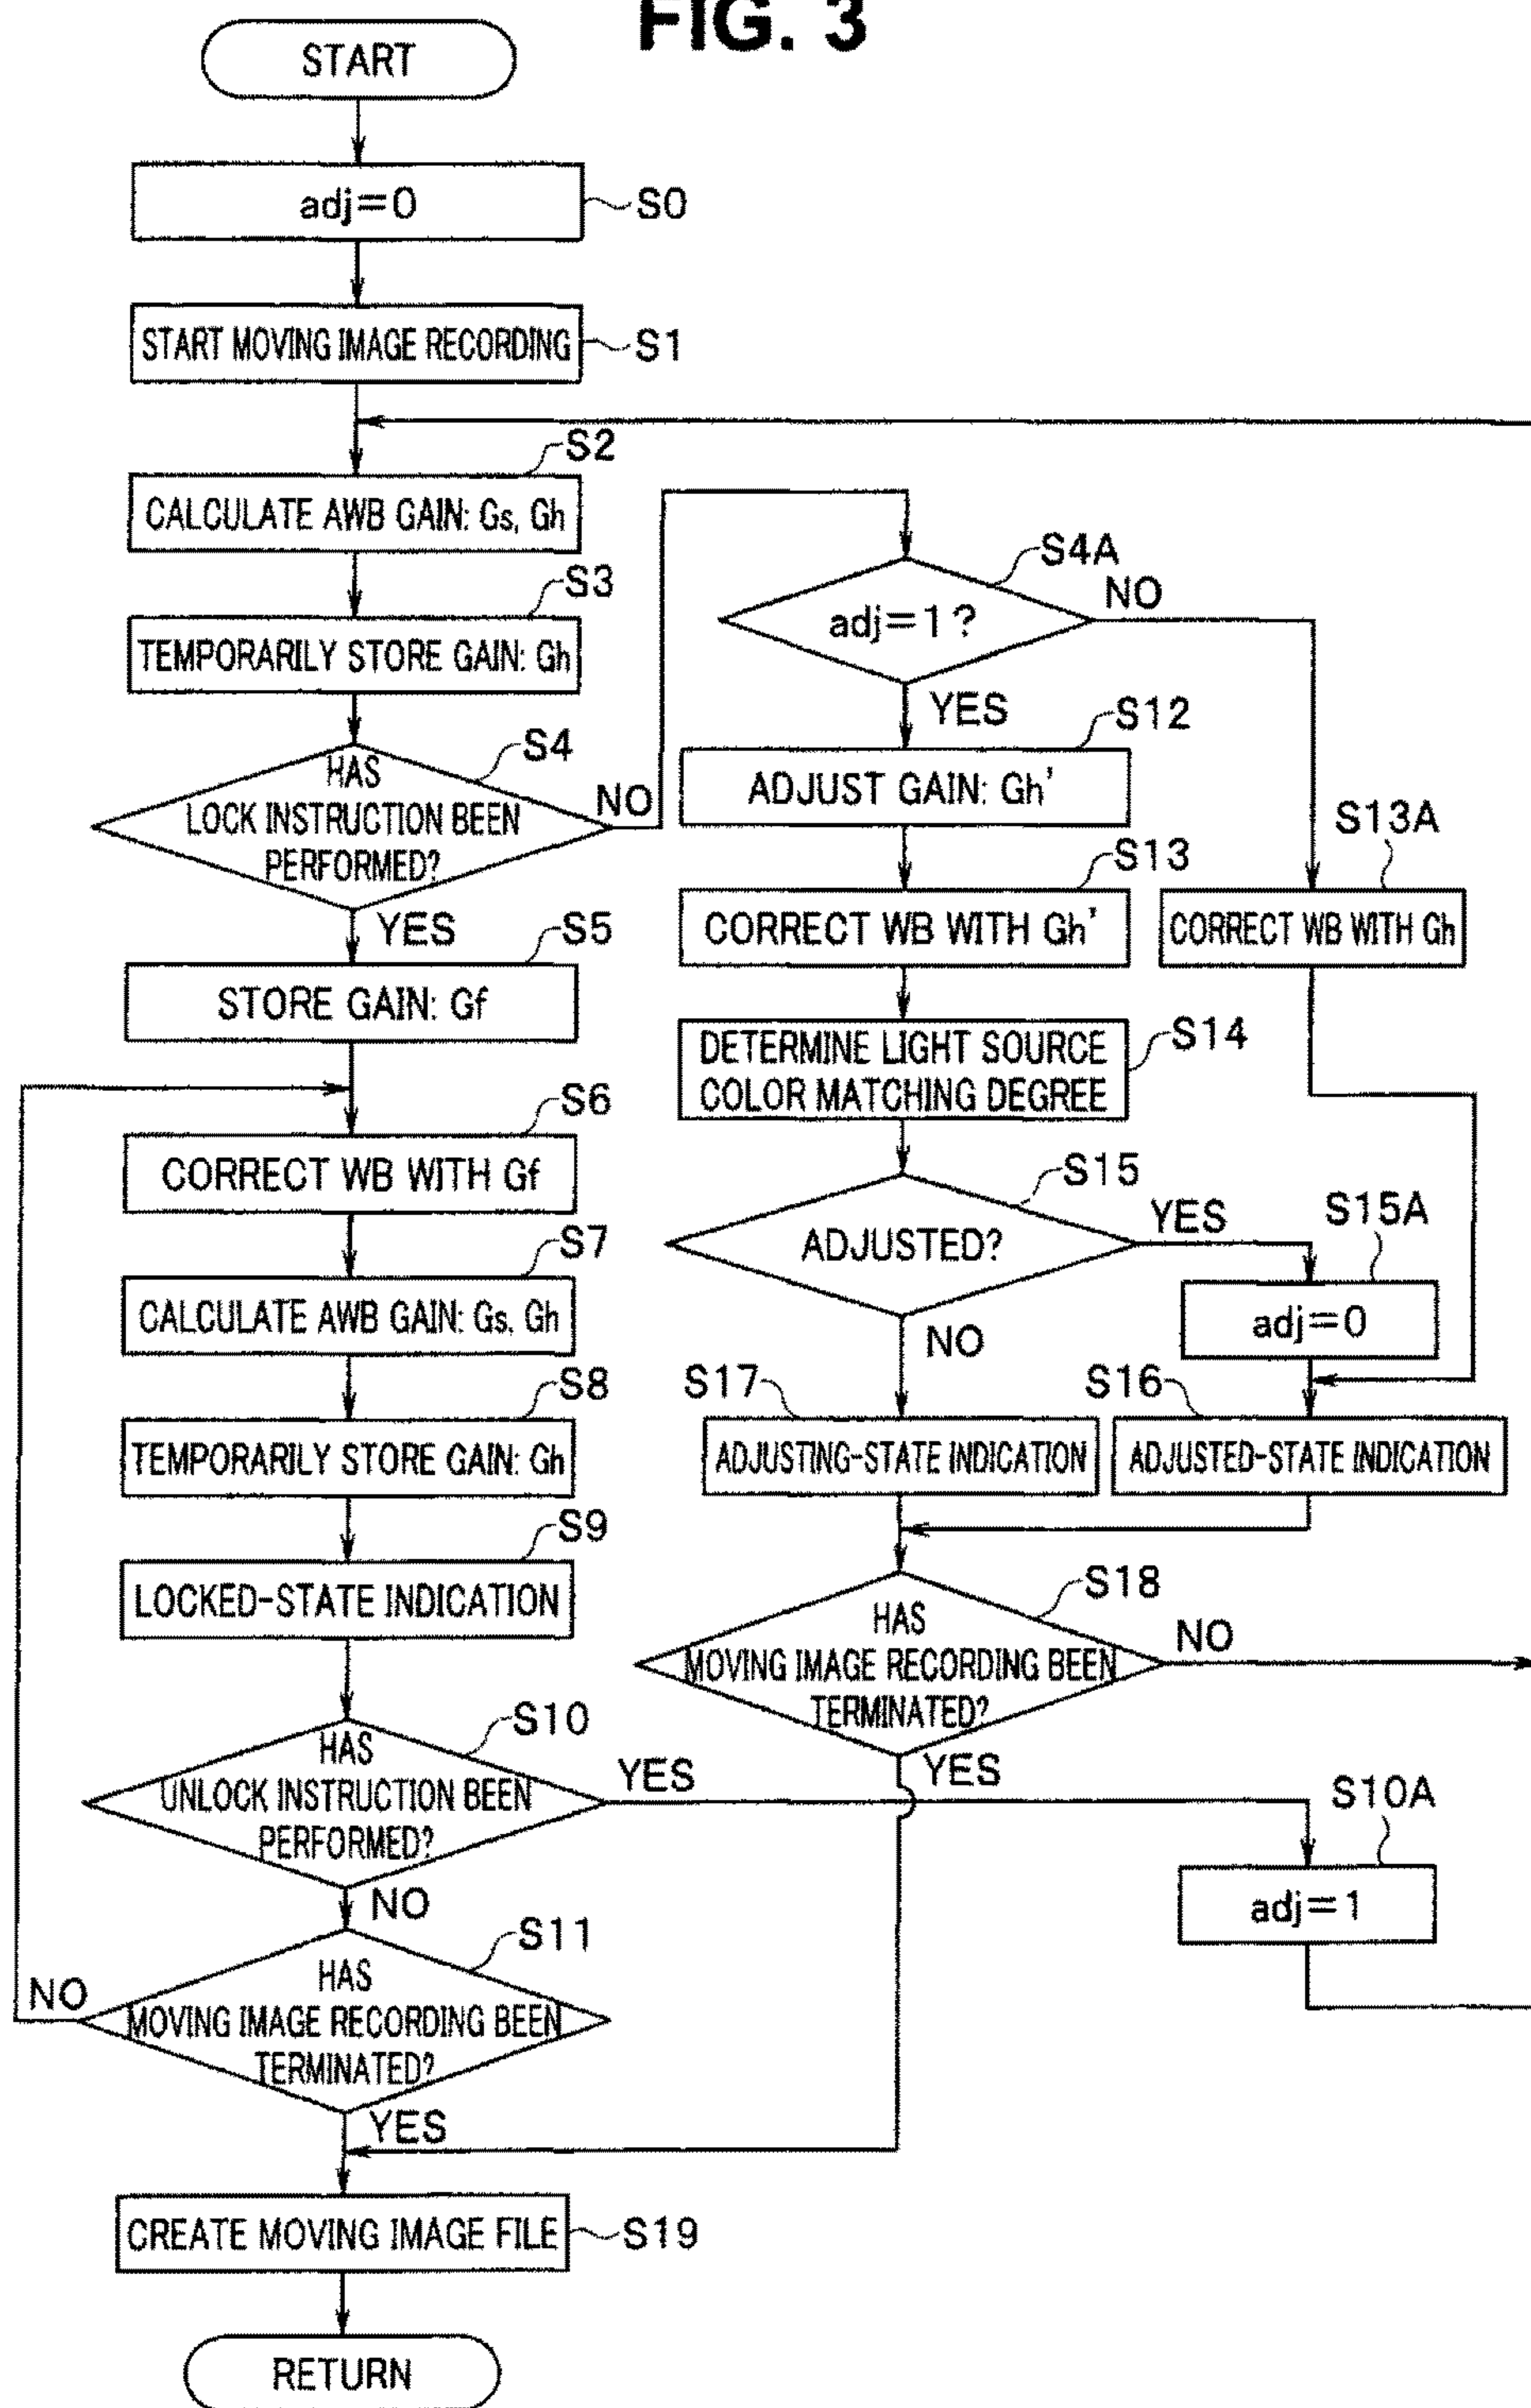 FIG. 3
START
adj=0
S0
START MOVING IMAGE RECORDING
S1
S2
CALCULATE AWB GAIN: Gs, Gh
S3
TEMPORARILY STORE GAIN: Gh
S4
HAS
LOCK INSTRUCTION BEEN
PERFORMED?
NO
YES
S5
STORE GAIN: Gf
S6
CORRECT WB WITH Gf
S7
CALCULATE AWB GAIN: Gs, Gh
S8
TEMPORARILY STORE GAIN: Gh
S9
LOCKED-STATE INDICATION
S10
HAS
UNLOCK INSTRUCTION BEEN
PERFORMED?
YES
NO
S10A
adj=1
S11
HAS
MOVING IMAGE RECORDING BEEN
TERMINATED?
NO
YES
S4A
adj=1?
NO
YES
S12
ADJUST GAIN: Gh'
S13
CORRECT WB WITH Gh'
S13A
CORRECT WB WITH Gh
S14
DETERMINE LIGHT SOURCE
COLOR MATCHING DEGREE
S15
ADJUSTED?
YES
NO
S15A
adj=0
S17
ADJUSTING-STATE INDICATION
S16
ADJUSTED-STATE INDICATION
S18
HAS
MOVING IMAGE RECORDING BEEN
TERMINATED?
NO
YES
CREATE MOVING IMAGE FILE
S19
RETURN